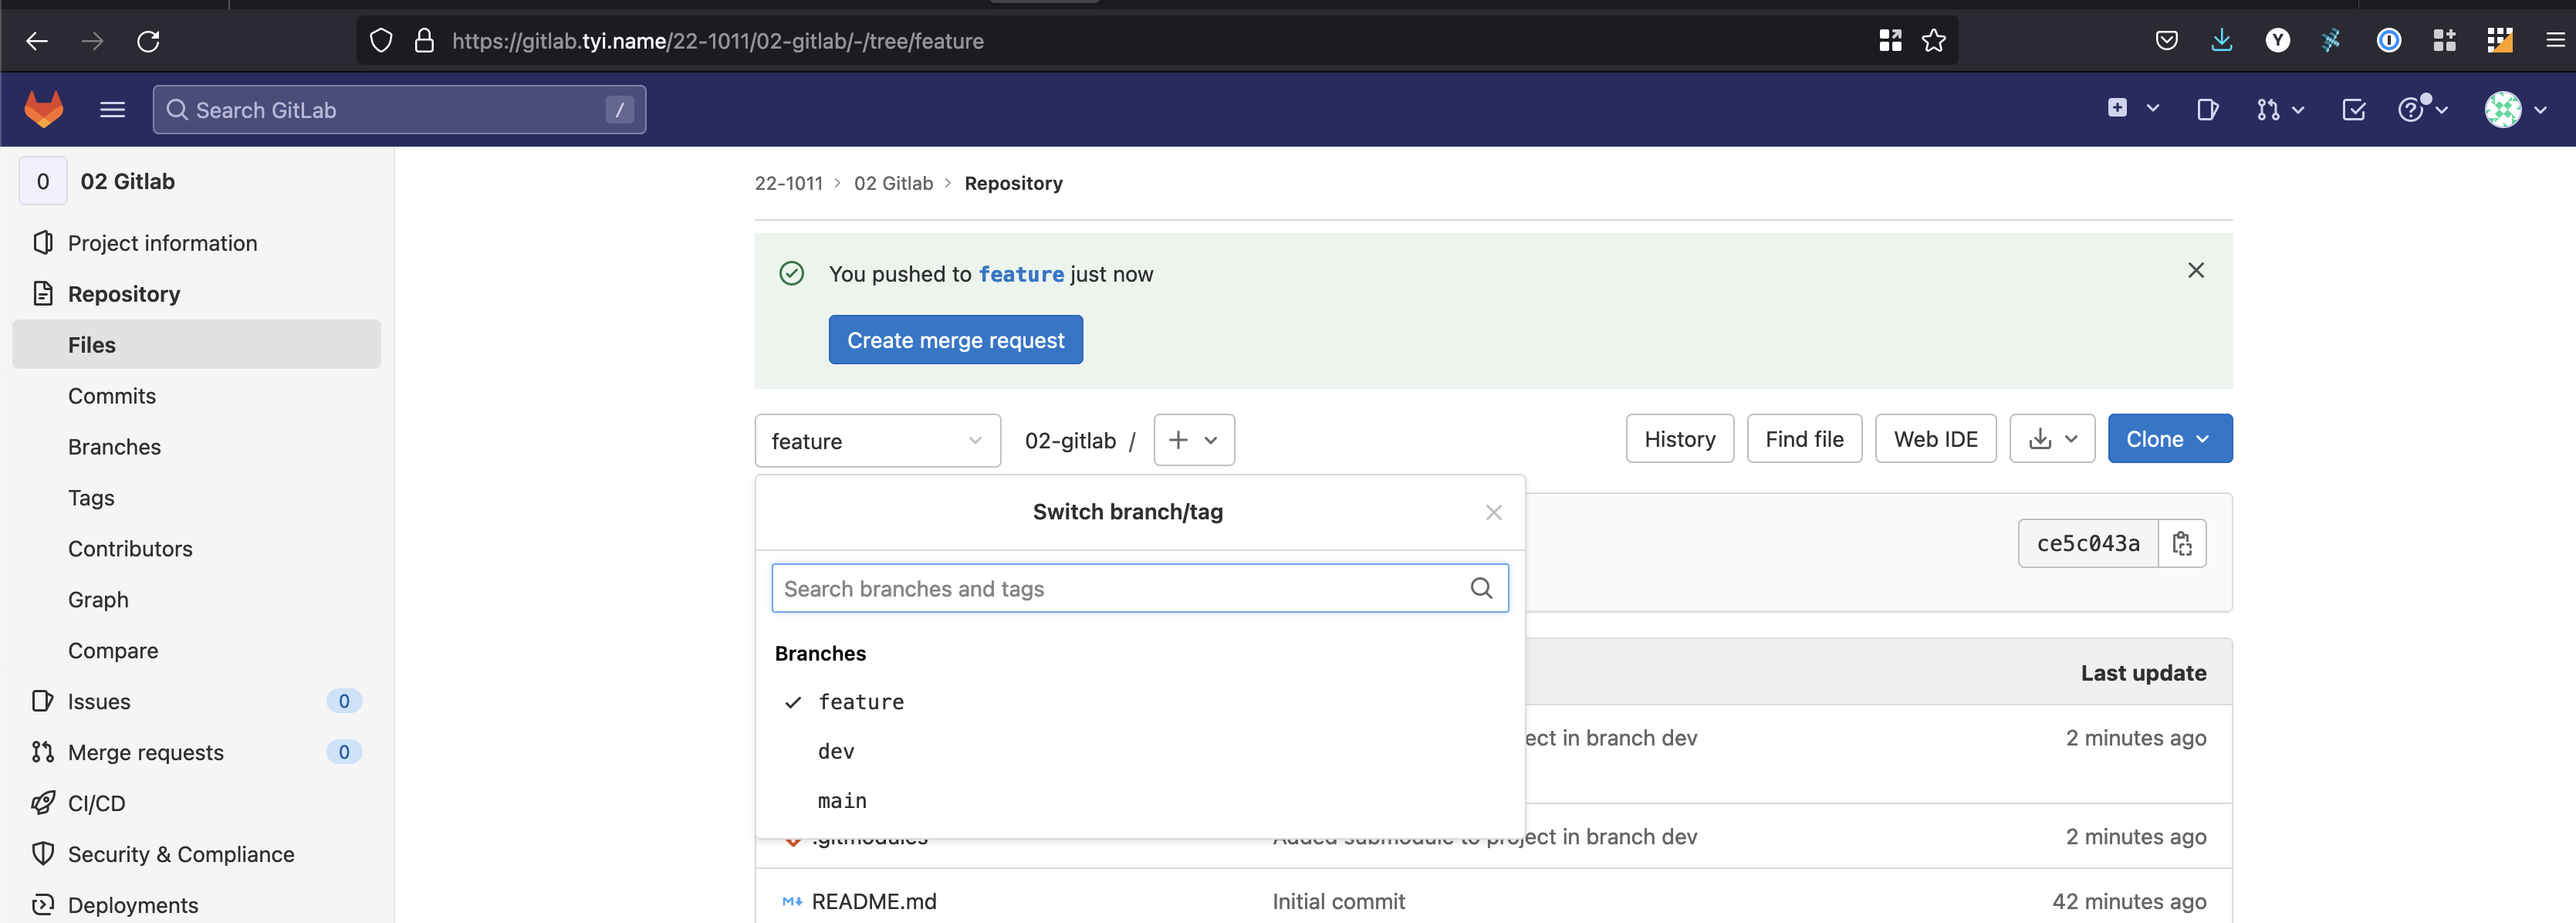 https://gitlab.tyi.name/22-1011/02-gitlab/-/tree/feature
Y
Search GitLab /
0 02 Gitlab
Project information
Repository
Files
Commits
Branches
Tags
Contributors
Graph
Compare
Issues 0
Merge requests 0
CI/CD
Security & Compliance
Deployments
22-1011 > 02 Gitlab > Repository
You pushed to feature just now
Create merge request
feature 02-gitlab / + History Find file Web IDE Clone
Switch branch/tag
ce5c043a
Search branches and tags
Branches
feature
dev
main
Last update
ect in branch dev 2 minutes ago
.gitmodules Added submodule to project in branch dev 2 minutes ago
README.md Initial commit 42 minutes ago